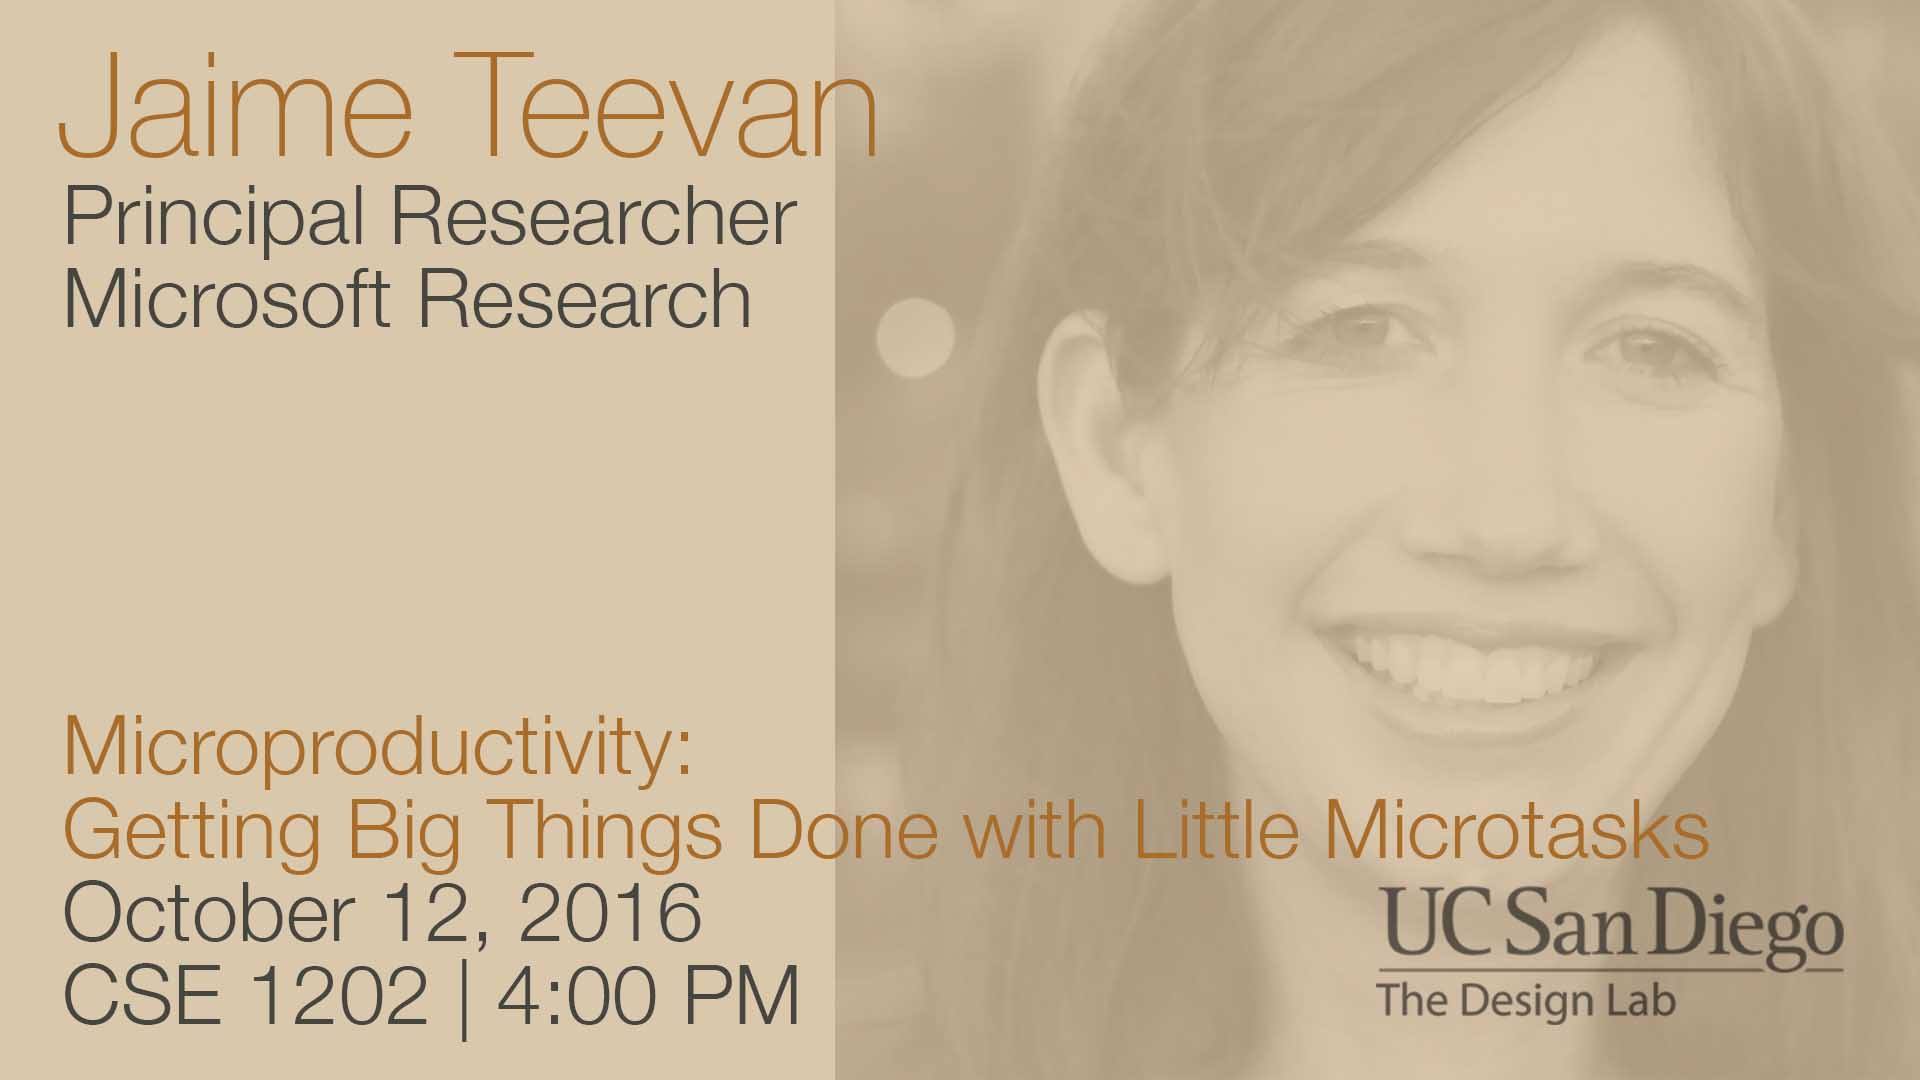 Jaime Teevan
Principal Researcher
Microsoft Research
Microproductivity:
Getting Big Things Done with Little Microtasks
October 12, 2016
CSE 1202 | 4:00 PM
UC San Diego
The Design Lab